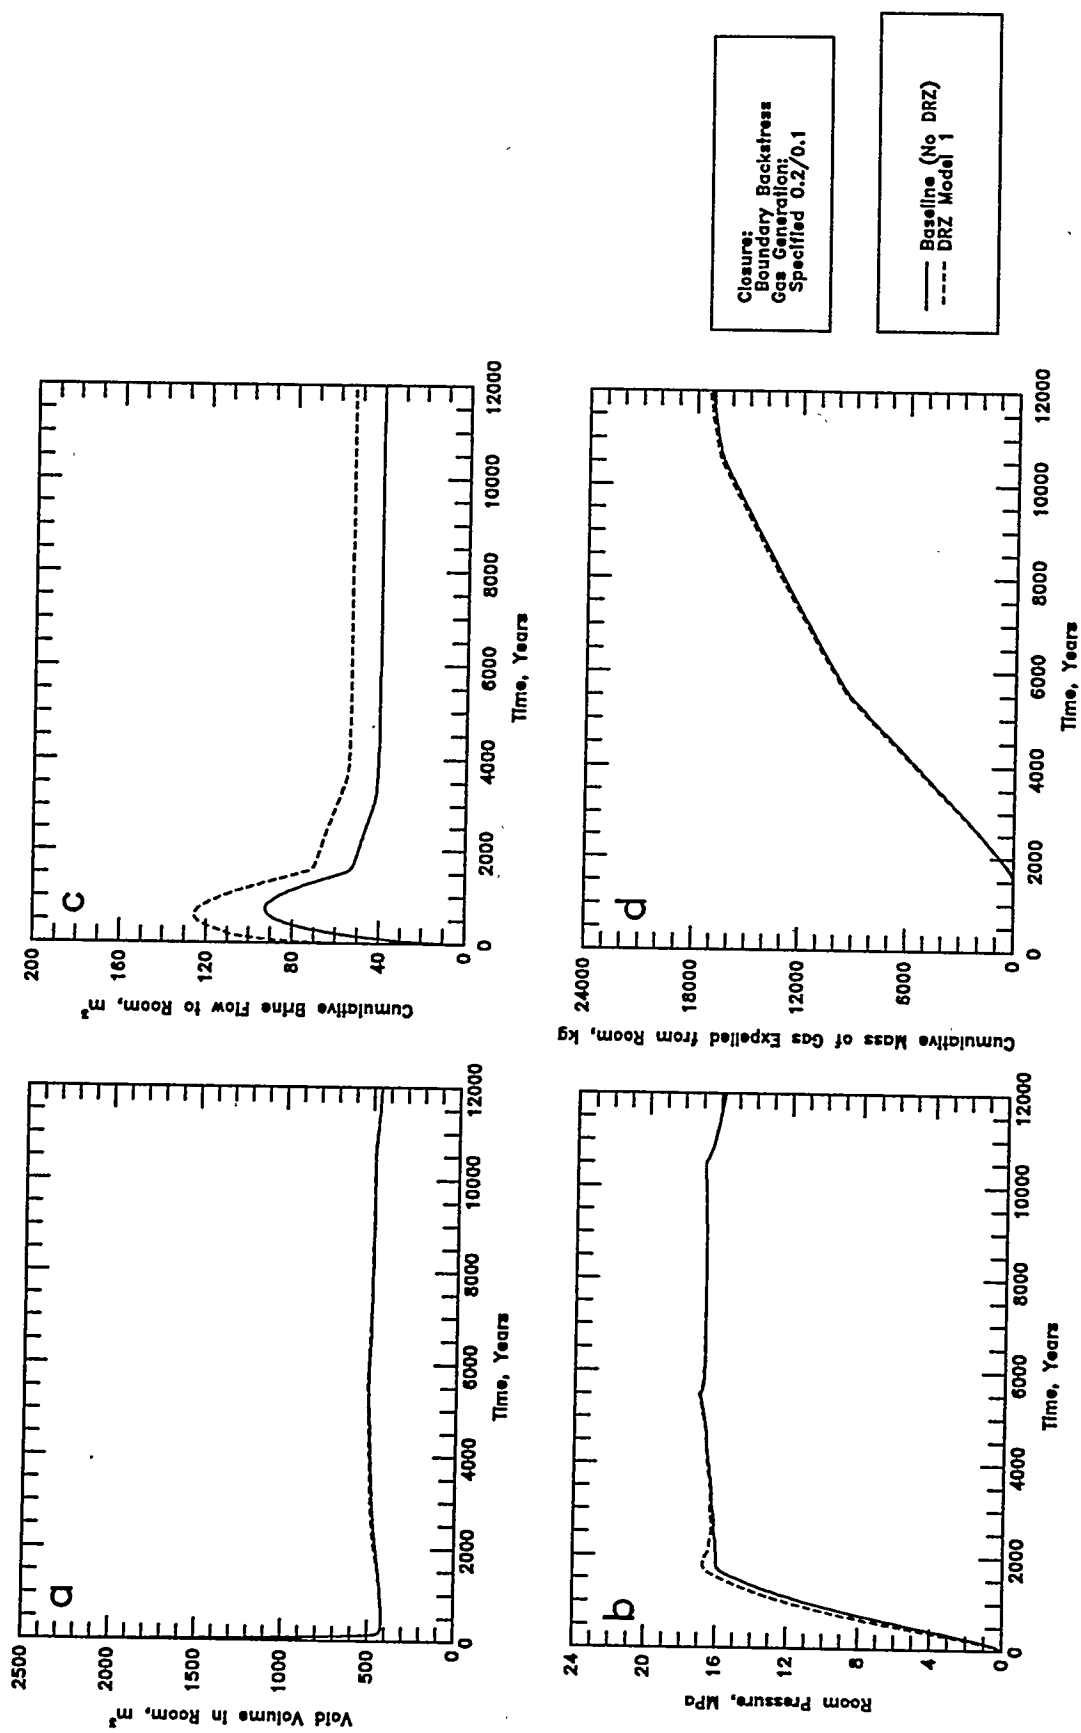 a
Void Volume in Room, m³
2500
2000
1500
1000
500
0
0
2000
4000
6000
8000
10000
12000
Time, Years
c
Cumulative Brine Flow to Room, m³
200
160
120
80
40
0
0
2000
4000
6000
8000
10000
12000
Time, Years
b
Room Pressure, MPa
24
20
16
12
8
4
0
0
2000
4000
6000
8000
10000
12000
Time, Years
d
Cumulative Mass of Gas Expelled from Room, kg
24000
18000
12000
6000
0
0
2000
4000
6000
8000
10000
12000
Time, Years
Closure:
Boundary Backstress
Gas Generation:
Specified 0.2/0.1
Baseline (No DRZ)
DRZ Model 1